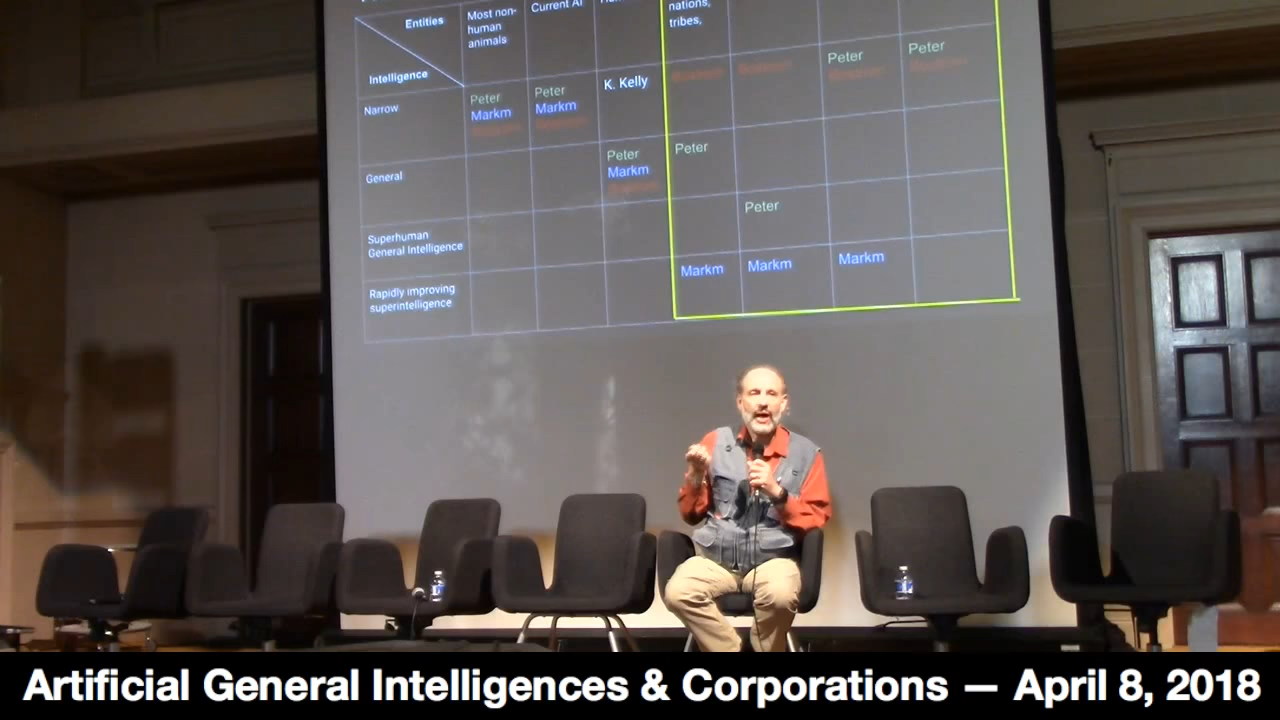 Entities
Most non-
human
animals
Current AI
nations,
tribes,
Intelligence
Narrow
Peter
Markm
Peter
Markm
K. Kelly
Peter
Peter
General
Peter
Markm
Peter
Superhuman
General Intelligence
Peter
Rapidly improving
superintelligence
Markm
Markm
Markm
Artificial General Intelligences & Corporations — April 8, 2018